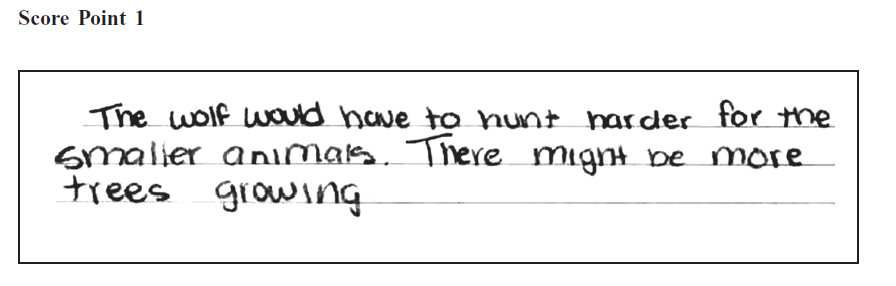 Score Point 1
The wolf would have to hunt harder for the
smaller animals. There might be more
trees growing